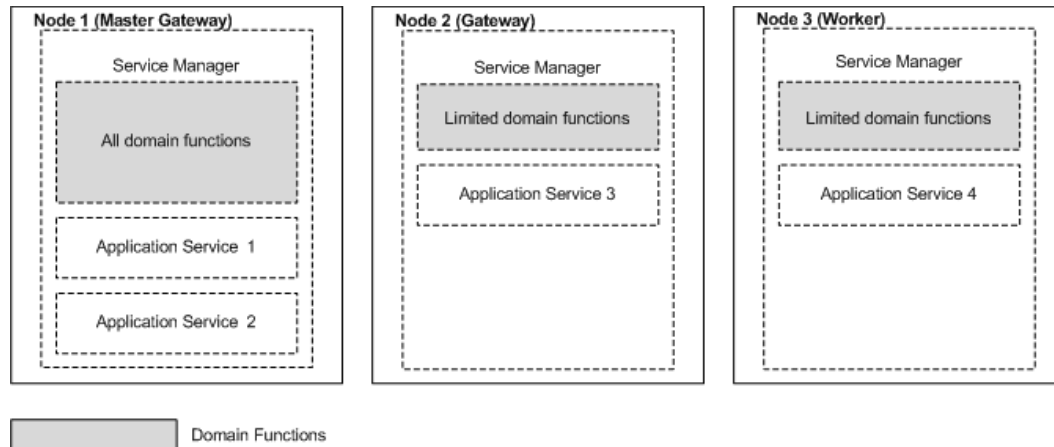 Node 1 (Master Gateway)
Service Manager
All domain functions
Application Service 1
Application Service 2
Node 2 (Gateway)
Service Manager
Limited domain functions
Application Service 3
Node 3 (Worker)
Service Manager
Limited domain functions
Application Service 4
Domain Functions